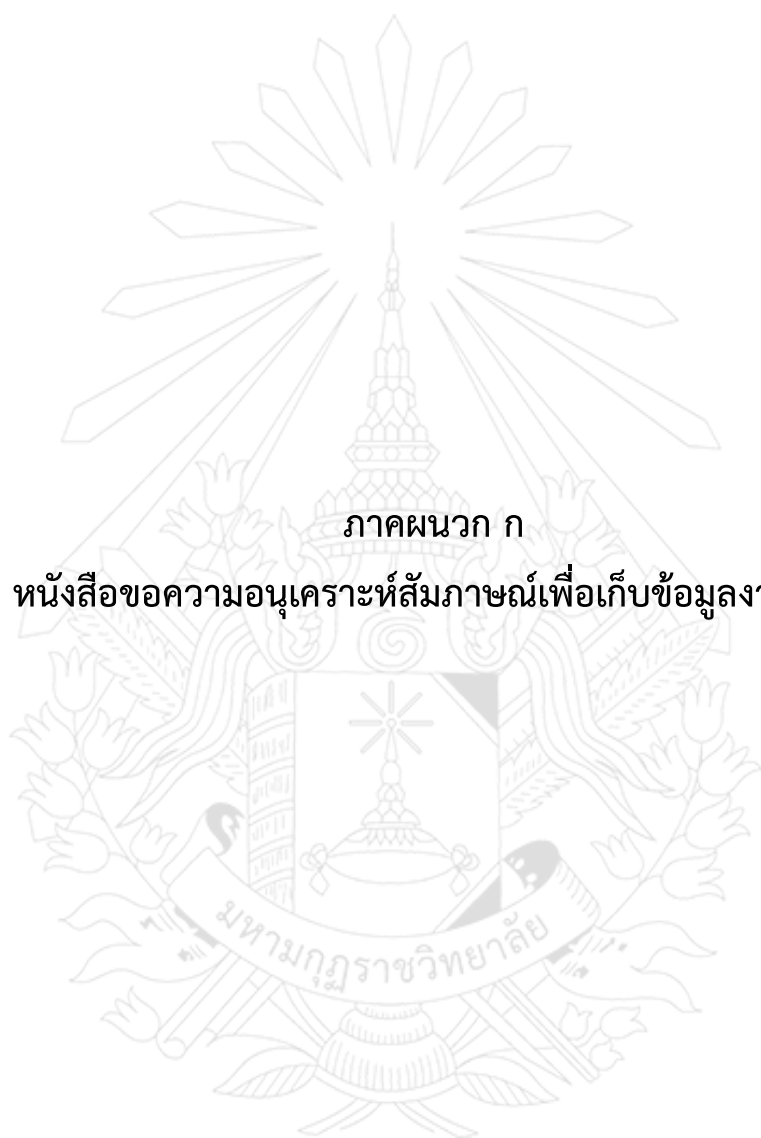 ภาคผนวก ก
หนังสือขอความอนุเคราะห์สัมภาษณ์เพื่อเก็บข้อมูลงา
มหามกุฏราชวิทยาลัย